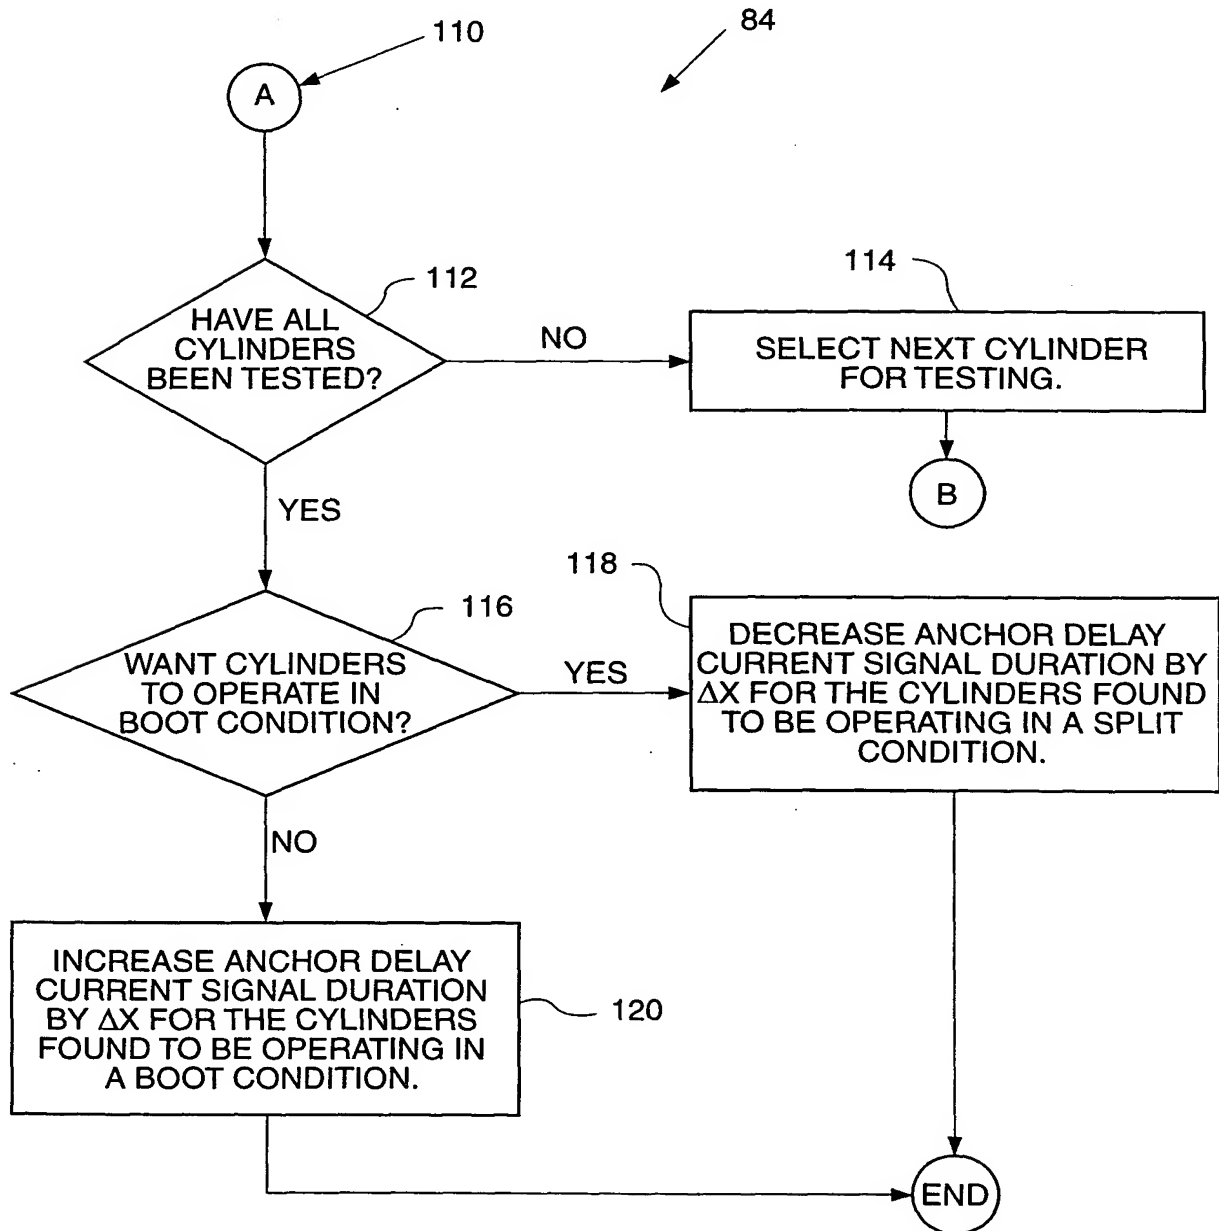 110
84
A
112
HAVE ALL
CYLINDERS
BEEN TESTED?
NO
114
SELECT NEXT CYLINDER
FOR TESTING.
B
YES
116
WANT CYLINDERS
TO OPERATE IN
BOOT CONDITION?
YES
118
DECREASE ANCHOR DELAY
CURRENT SIGNAL DURATION BY
ΔX FOR THE CYLINDERS FOUND
TO BE OPERATING IN A SPLIT
CONDITION.
NO
INCREASE ANCHOR DELAY
CURRENT SIGNAL DURATION
BY ΔX FOR THE CYLINDERS
FOUND TO BE OPERATING IN
A BOOT CONDITION.
120
END